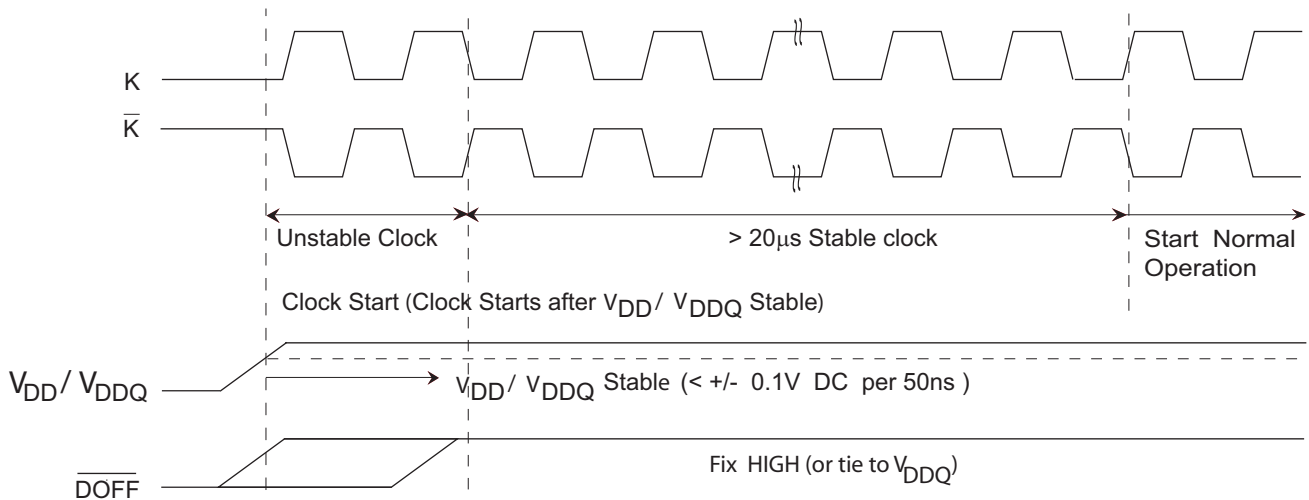 K
K̅
Unstable Clock
> 20μs Stable clock
Start Normal
Operation
Clock Start (Clock Starts after VDD/ VDDQ Stable)
VDD/ VDDQ
VDD/ VDDQ Stable (< +/- 0.1V DC per 50ns )
Fix HIGH (or tie to VDDQ)
D̅O̅F̅F̅